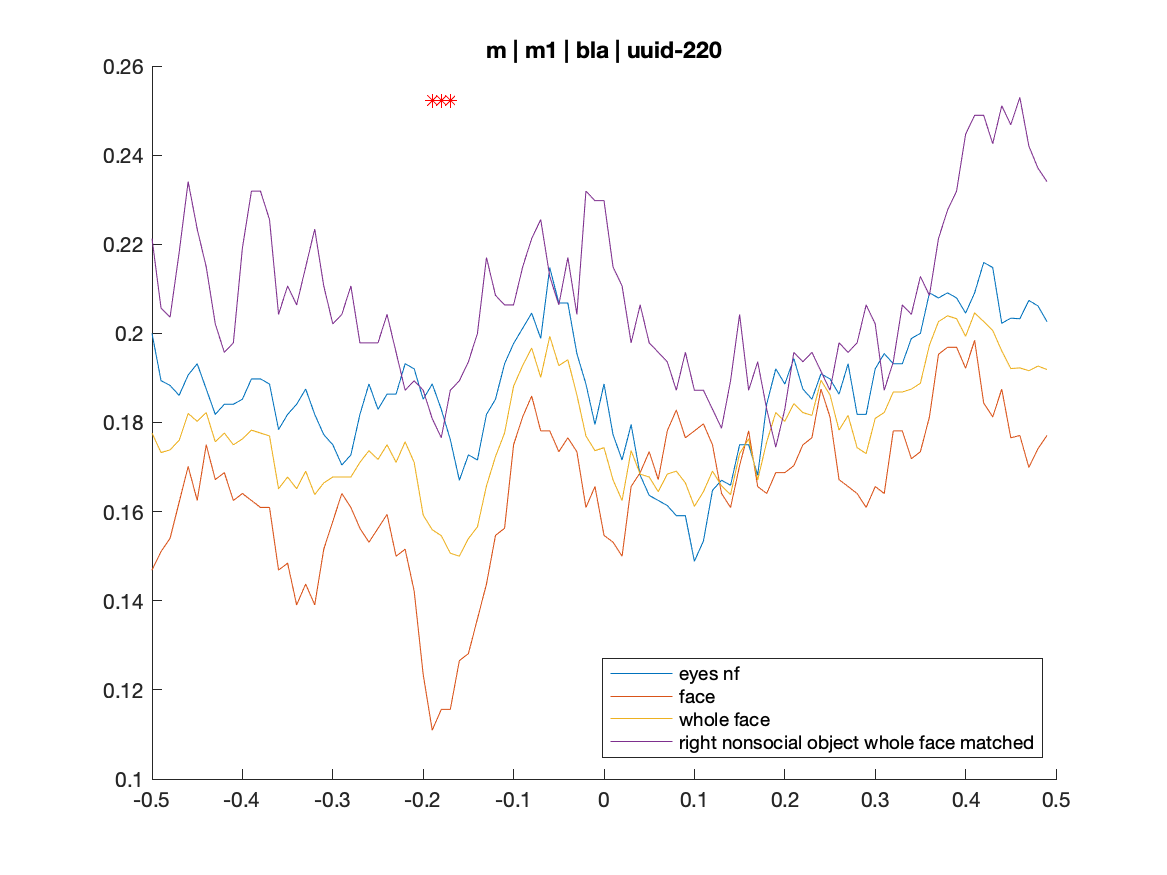 m | m1 | bla | uuid-220
0.26
0.24
0.22
0.2
0.18
0.16
0.14
0.12
0.1
-0.5 -0.4 -0.3 -0.2 -0.1 0 0.1 0.2 0.3 0.4 0.5
eyes nf
face
whole face
right nonsocial object whole face matched